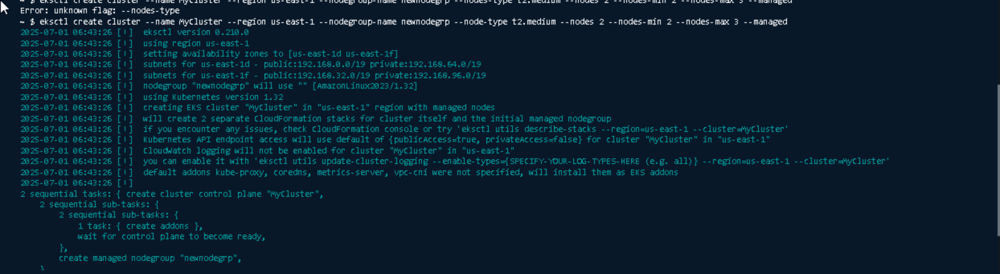 ~ $ eksctl create cluster --name MyCluster --region us-east-1 --nodegroup-name newnodegrp --nodes-type t2.medium --nodes 2 --nodes-min 2 --nodes-max 3 --managed
Error: unknown flag: --nodes-type
~ $ eksctl create cluster --name MyCluster --region us-east-1 --nodegroup-name newnodegrp --node-type t2.medium --nodes 2 --nodes-min 2 --nodes-max 3 --managed
2025-07-01 06:43:26 [ℹ]  eksctl version 0.210.0
2025-07-01 06:43:26 [ℹ]  using region us-east-1
2025-07-01 06:43:26 [ℹ]  setting availability zones to [us-east-1d us-east-1f]
2025-07-01 06:43:26 [ℹ]  subnets for us-east-1d - public:192.168.0.0/19 private:192.168.64.0/19
2025-07-01 06:43:26 [ℹ]  subnets for us-east-1f - public:192.168.32.0/19 private:192.168.96.0/19
2025-07-01 06:43:26 [ℹ]  nodegroup "newnodegrp" will use "" [AmazonLinux2023/1.32]
2025-07-01 06:43:26 [ℹ]  using Kubernetes version 1.32
2025-07-01 06:43:26 [ℹ]  creating EKS cluster "MyCluster" in "us-east-1" region with managed nodes
2025-07-01 06:43:26 [ℹ]  will create 2 separate CloudFormation stacks for cluster itself and the initial managed nodegroup
2025-07-01 06:43:26 [ℹ]  if you encounter any issues, check CloudFormation console or try 'eksctl utils describe-stacks --region=us-east-1 --cluster=MyCluster'
2025-07-01 06:43:26 [ℹ]  Kubernetes API endpoint access will use default of {publicAccess=true, privateAccess=false} for cluster "MyCluster" in "us-east-1"
2025-07-01 06:43:26 [ℹ]  CloudWatch logging will not be enabled for cluster "MyCluster" in "us-east-1"
2025-07-01 06:43:26 [ℹ]  you can enable it with 'eksctl utils update-cluster-logging --enable-types={SPECIFY-YOUR-LOG-TYPES-HERE (e.g. all)} --region=us-east-1 --cluster=MyCluster'
2025-07-01 06:43:26 [ℹ]  default addons kube-proxy, coredns, metrics-server, vpc-cni were not specified, will install them as EKS addons
2025-07-01 06:43:26 [ℹ]
2 sequential tasks: { create cluster control plane "MyCluster",
    2 sequential sub-tasks: {
        2 sequential sub-tasks: {
            1 task: { create addons },
            wait for control plane to become ready,
        },
        create managed nodegroup "newnodegrp",
    }